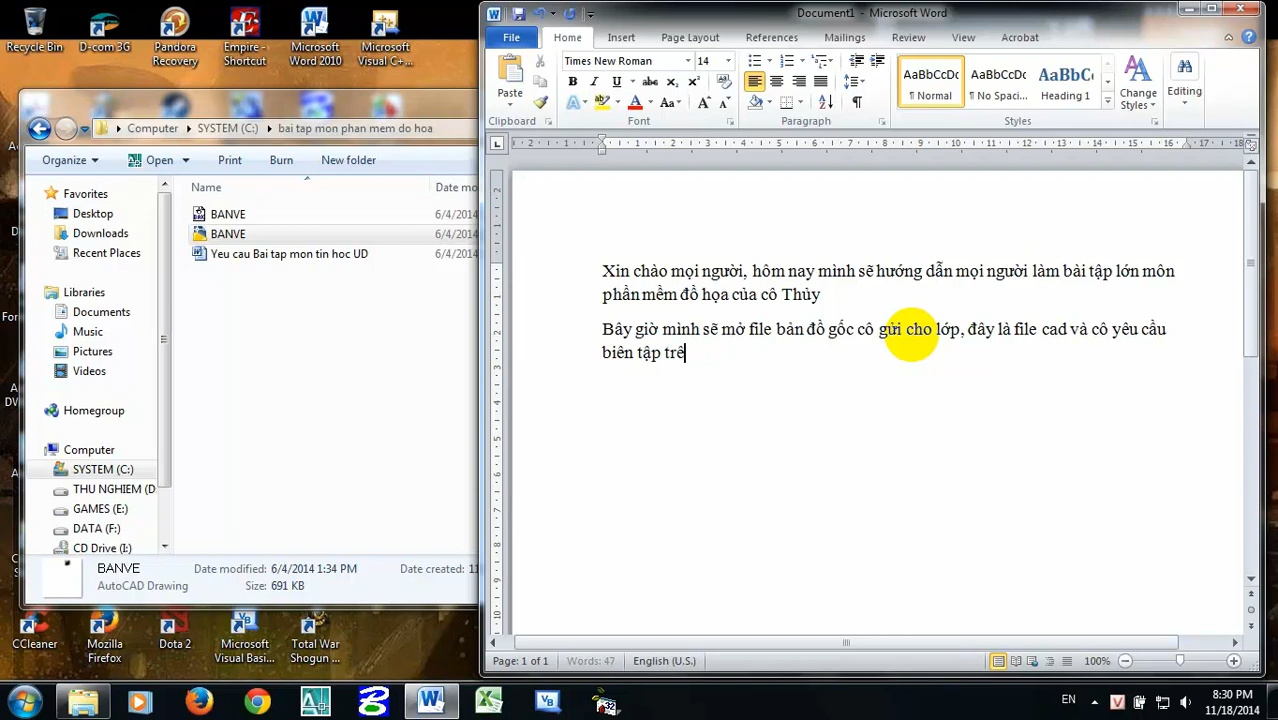 Recycle Bin
D-com 3G
Pandora Recovery
Empire - Shortcut
Microsoft Word 2010
Microsoft Visual C+...
Computer
SYSTEM (C:)
bai tap mon phan mem do hoa
Organize
Open
Print
Burn
New folder
Favorites
Desktop
Downloads
Recent Places
Libraries
Documents
Music
Pictures
Videos
Homegroup
Computer
SYSTEM (C:)
THU NGHIEM (D
GAMES (E:)
DATA (F:)
CD Drive (I:)
Name
Date mo
BANVE
6/4/2014
BANVE
6/4/2014
Yeu cau Bai tap mon tin hoc UD
6/4/2014
BANVE
Date modified: 6/4/2014 1:34 PM
Date created: 11
AutoCAD Drawing
Size: 691 KB
CCleaner
Mozilla Firefox
Dota 2
Microsoft Visual Basi...
Total War Shogun ...
Document1 - Microsoft Word
File
Home
Insert
Page Layout
References
Mailings
Review
View
Acrobat
Paste
Clipboard
Times New Roman
14
Font
Paragraph
AaBbCcDc
¶ Normal
AaBbCcDc
¶ No Spaci...
AaBbCc
Heading 1
Change Styles
Styles
Editing
Xin chào mọi người, hôm nay mình sẽ hướng dẫn mọi người làm bài tập lớn môn
phần mềm đồ họa của cô Thủy
Bây giờ mình sẽ mở file bản đồ gốc cô gửi cho lớp, đây là file cad và cô yêu cầu
biên tập trê
Page: 1 of 1
Words: 47
English (U.S.)
100%
EN
8:30 PM
11/18/2014